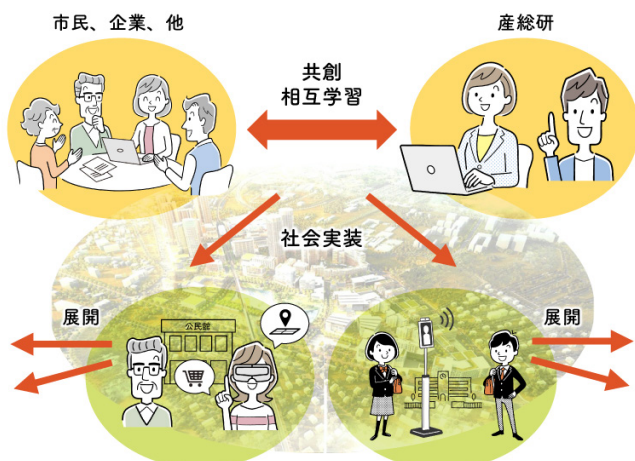 市民、企業、他
産総研
共創
相互学習
社会実装
展開
公民館
展開